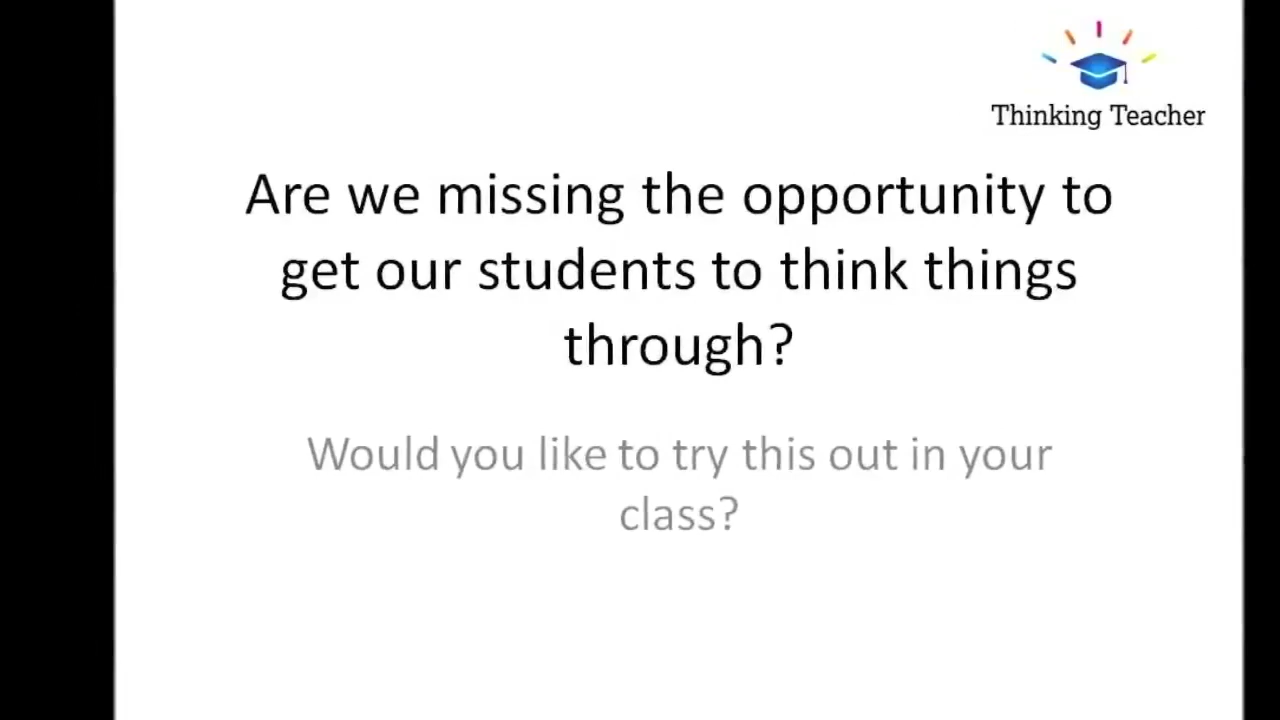 Thinking Teacher
Are we missing the opportunity to
get our students to think things
through?
Would you like to try this out in your
class?